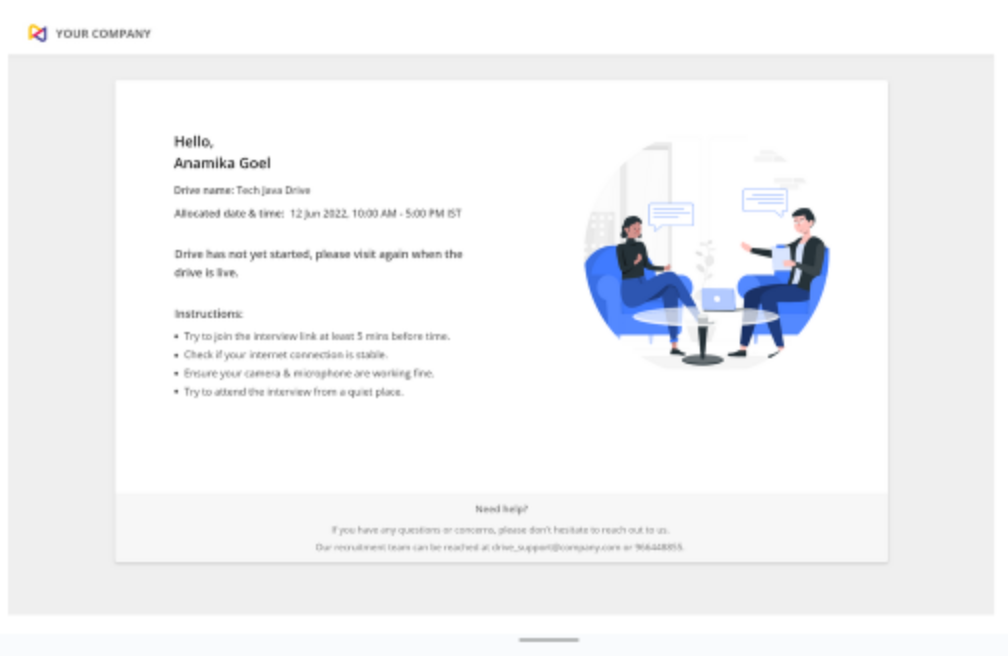 YOUR COMPANY
Hello,
Anamika Goel
Drive name: Tech Java Drive
Allocated date & time: 12 Jun 2022, 10:00 AM - 5:00 PM IST
Drive has not yet started, please visit again when the
drive is live.
Instructions:
▪ Try to join the interview link at least 5 mins before time.
▪ Check if your internet connection is stable.
▪ Ensure your camera & microphone are working fine.
▪ Try to attend the interview from a quiet place.
Need help?
If you have any questions or concerns, please don't hesitate to reach out to us.
Our recruitment team can be reached at drive_support@company.com or